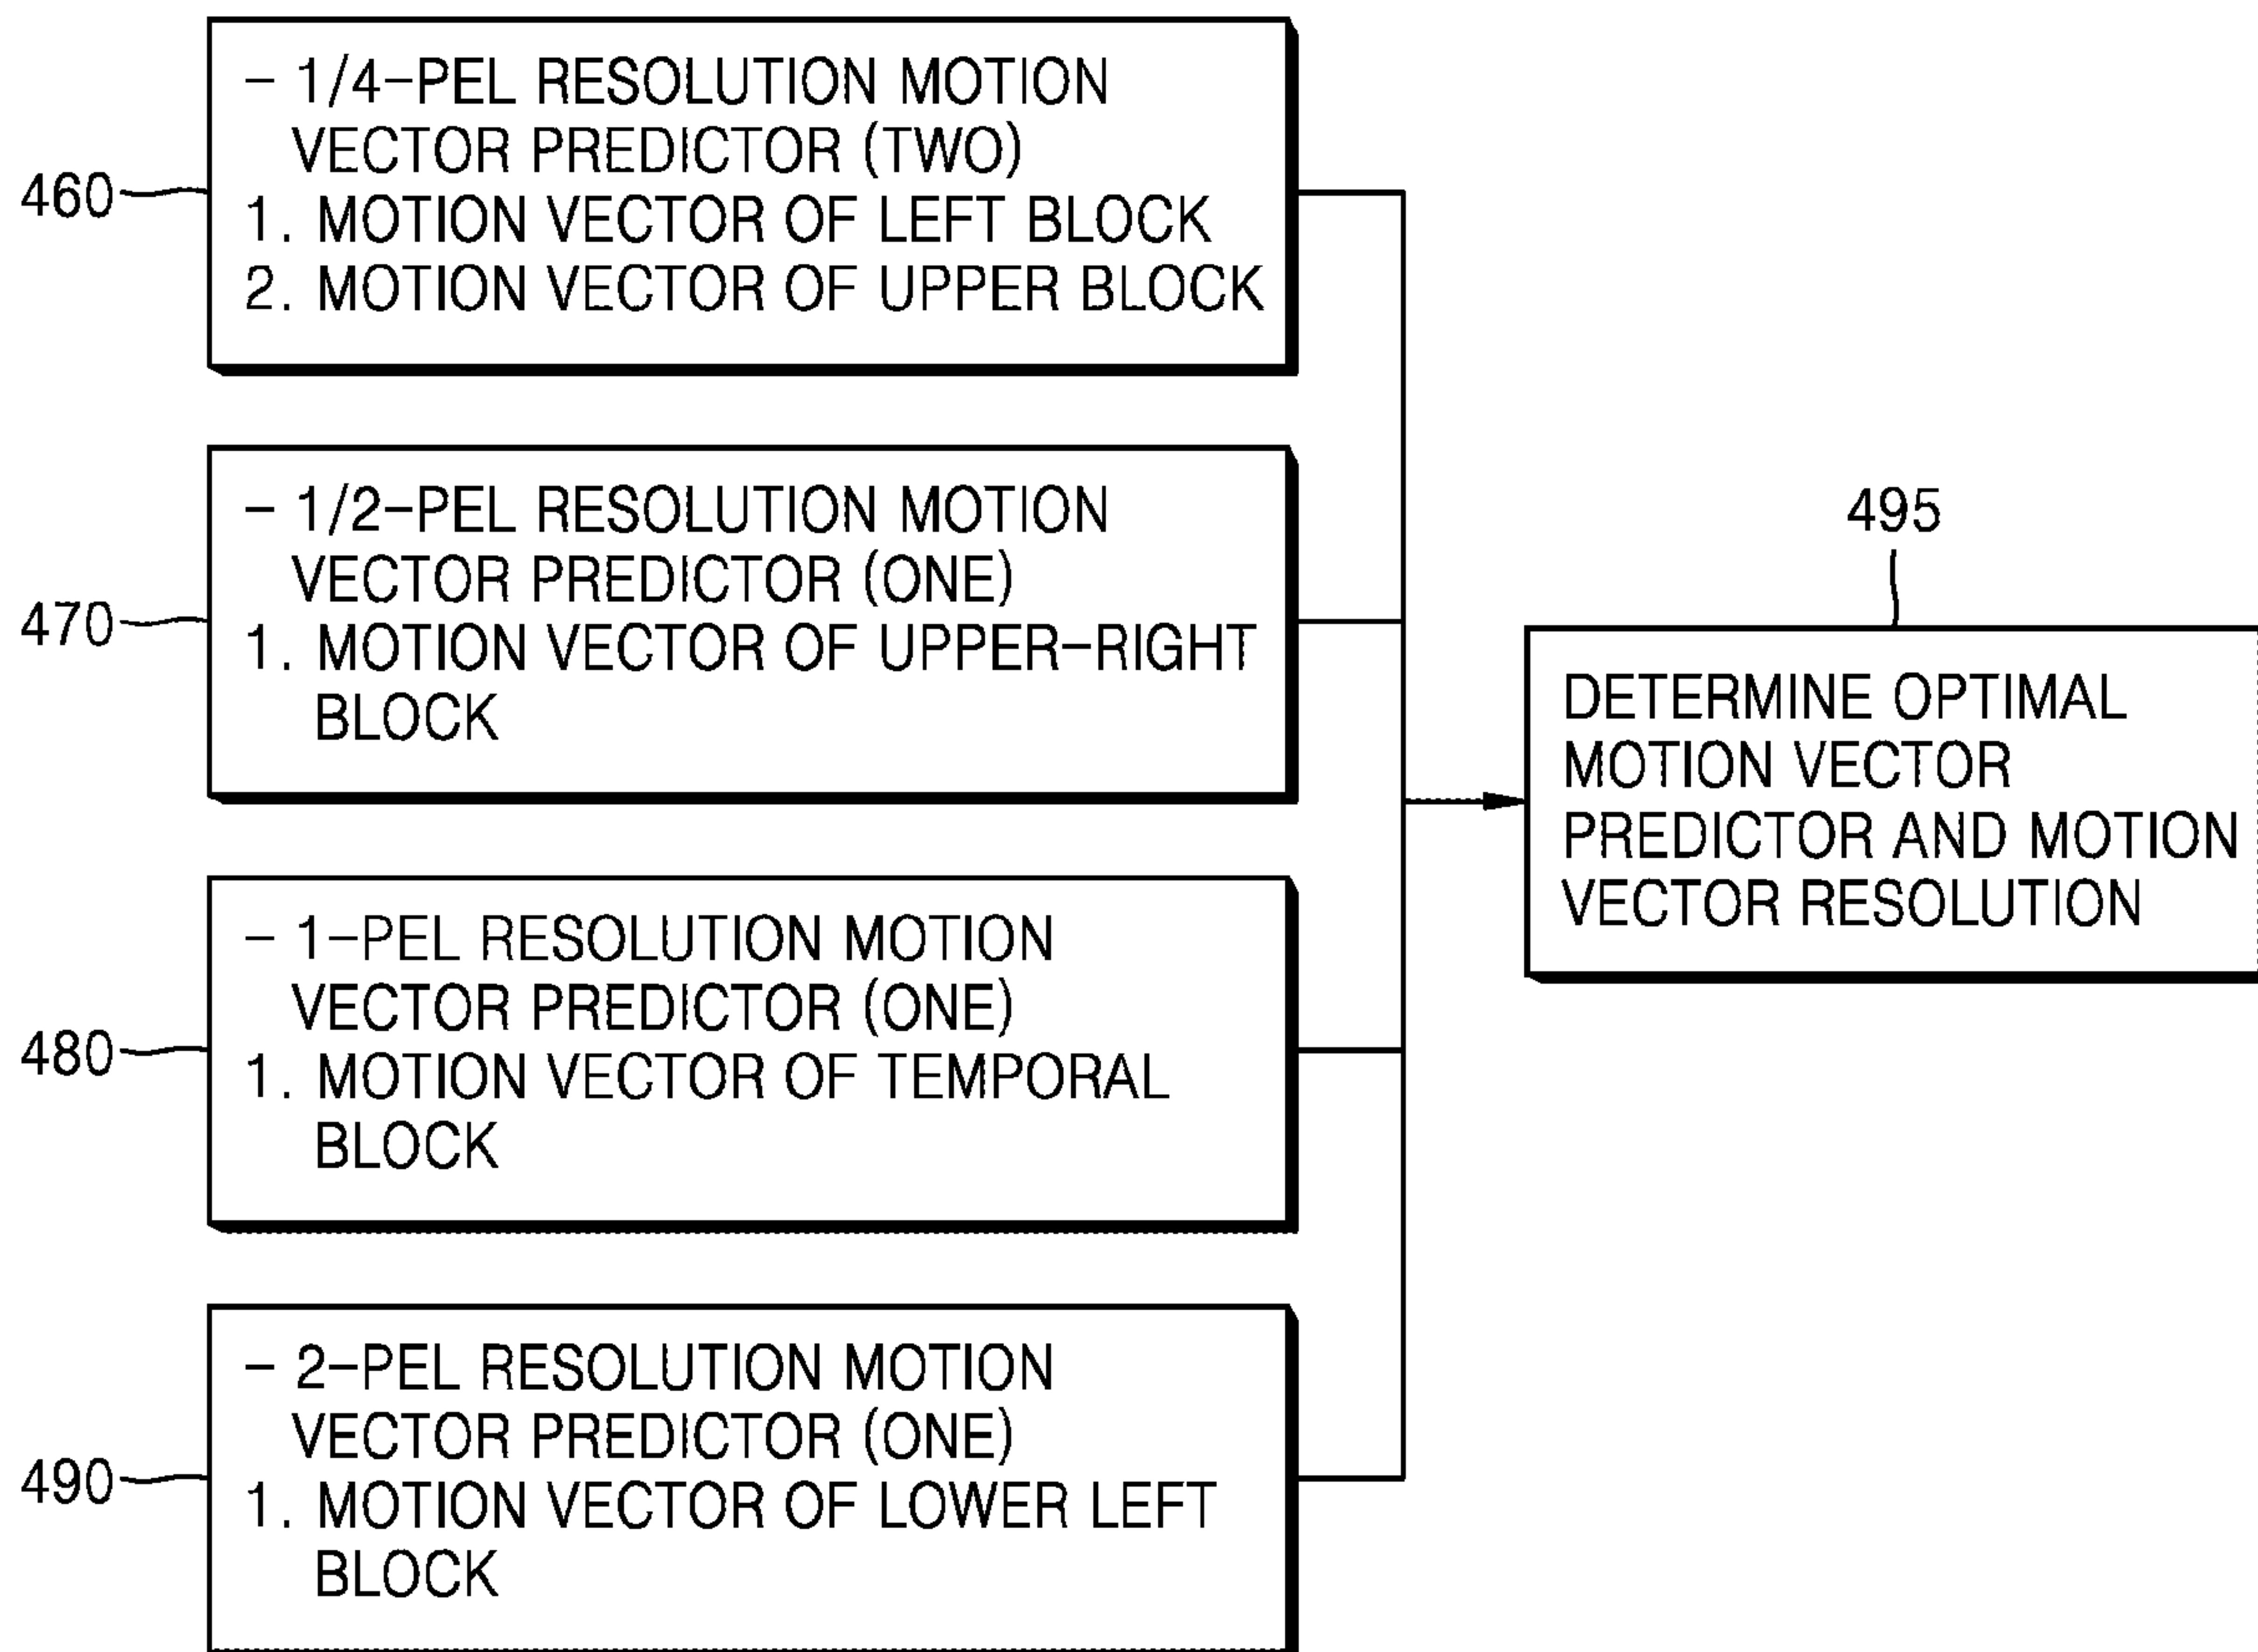 460
– 1/4–PEL RESOLUTION MOTION
VECTOR PREDICTOR (TWO)
1. MOTION VECTOR OF LEFT BLOCK
2. MOTION VECTOR OF UPPER BLOCK
470
– 1/2–PEL RESOLUTION MOTION
VECTOR PREDICTOR (ONE)
1. MOTION VECTOR OF UPPER–RIGHT
BLOCK
480
– 1–PEL RESOLUTION MOTION
VECTOR PREDICTOR (ONE)
1. MOTION VECTOR OF TEMPORAL
BLOCK
490
– 2–PEL RESOLUTION MOTION
VECTOR PREDICTOR (ONE)
1. MOTION VECTOR OF LOWER LEFT
BLOCK
495
DETERMINE OPTIMAL
MOTION VECTOR
PREDICTOR AND MOTION
VECTOR RESOLUTION